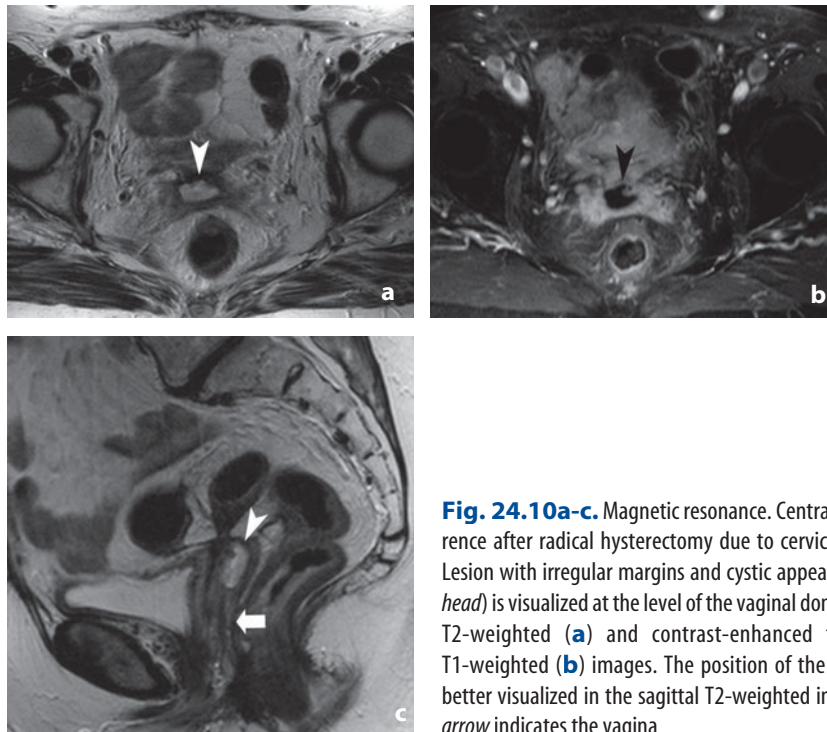 a
b
c
Fig. 24.10a-c. Magnetic resonance. Centra
rence after radical hysterectomy due to cervic
Lesion with irregular margins and cystic appea
head) is visualized at the level of the vaginal dor
T2-weighted (a) and contrast-enhanced
T1-weighted (b) images. The position of the
better visualized in the sagittal T2-weighted in
arrow indicates the vagina